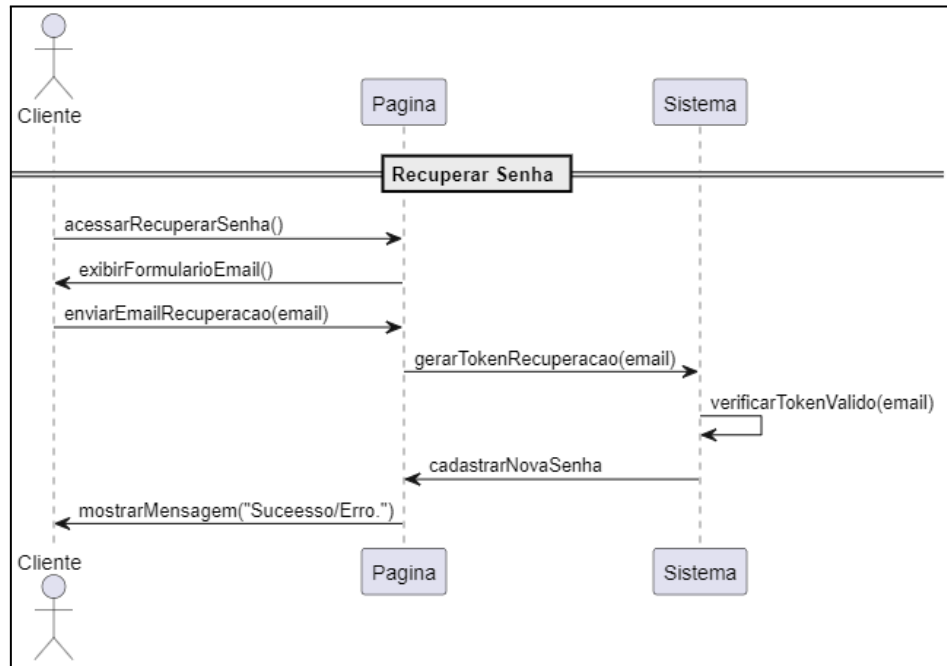 Cliente
Pagina
Sistema
Recuperar Senha
acessarRecuperarSenha()
exibirFormularioEmail()
enviarEmailRecuperacao(email)
gerarTokenRecuperacao(email)
verificarTokenValido(email)
cadastrarNovaSenha
mostrarMensagem("Suceesso/Erro.")
Cliente
Pagina
Sistema